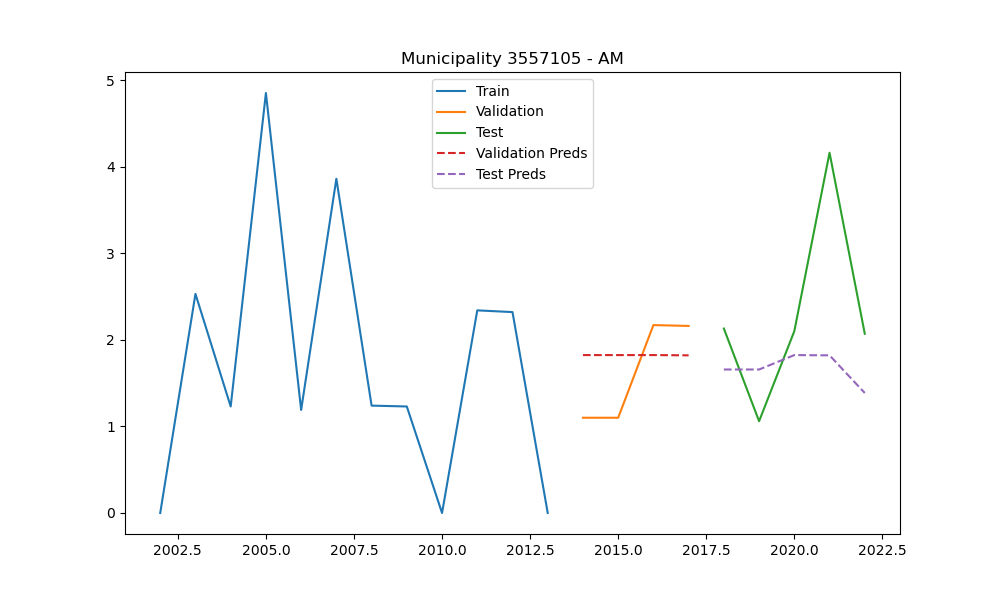 Municipality 3557105 - AM
5
4
3
2
1
0
Train
Validation
Test
Validation Preds
Test Preds
2002.5 2005.0 2007.5 2010.0 2012.5 2015.0 2017.5 2020.0 2022.5